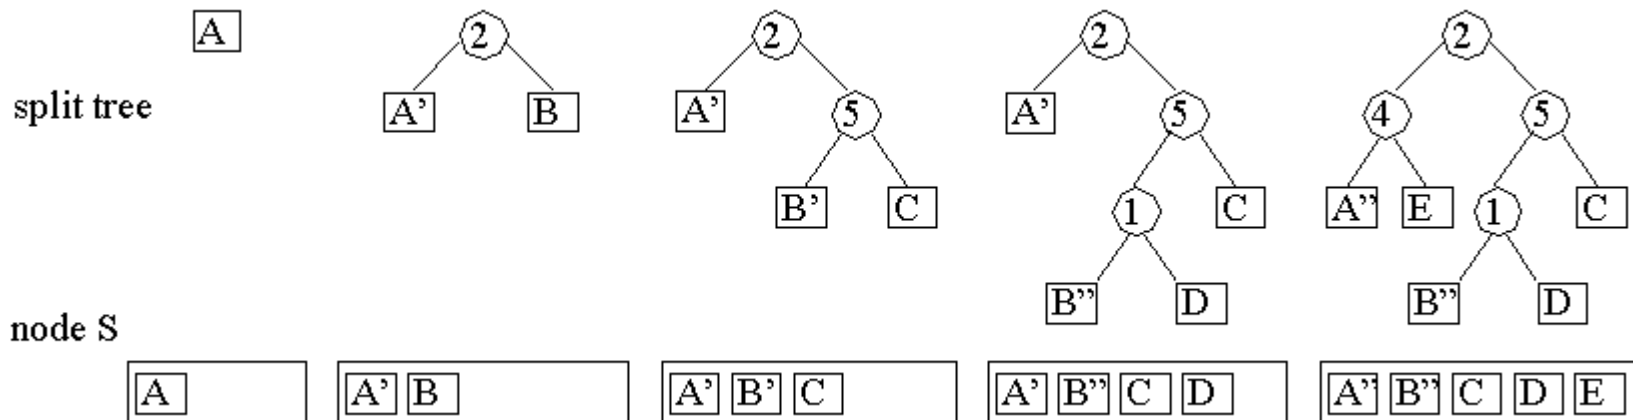 A 2 2 2 2
split tree A’ B A’ 5 A’ 5 4 5
B’ C 1 C A” E 1 C
B” D B” D
node S
A A’ B A’ B’ C A’ B” C D A” B” C D E